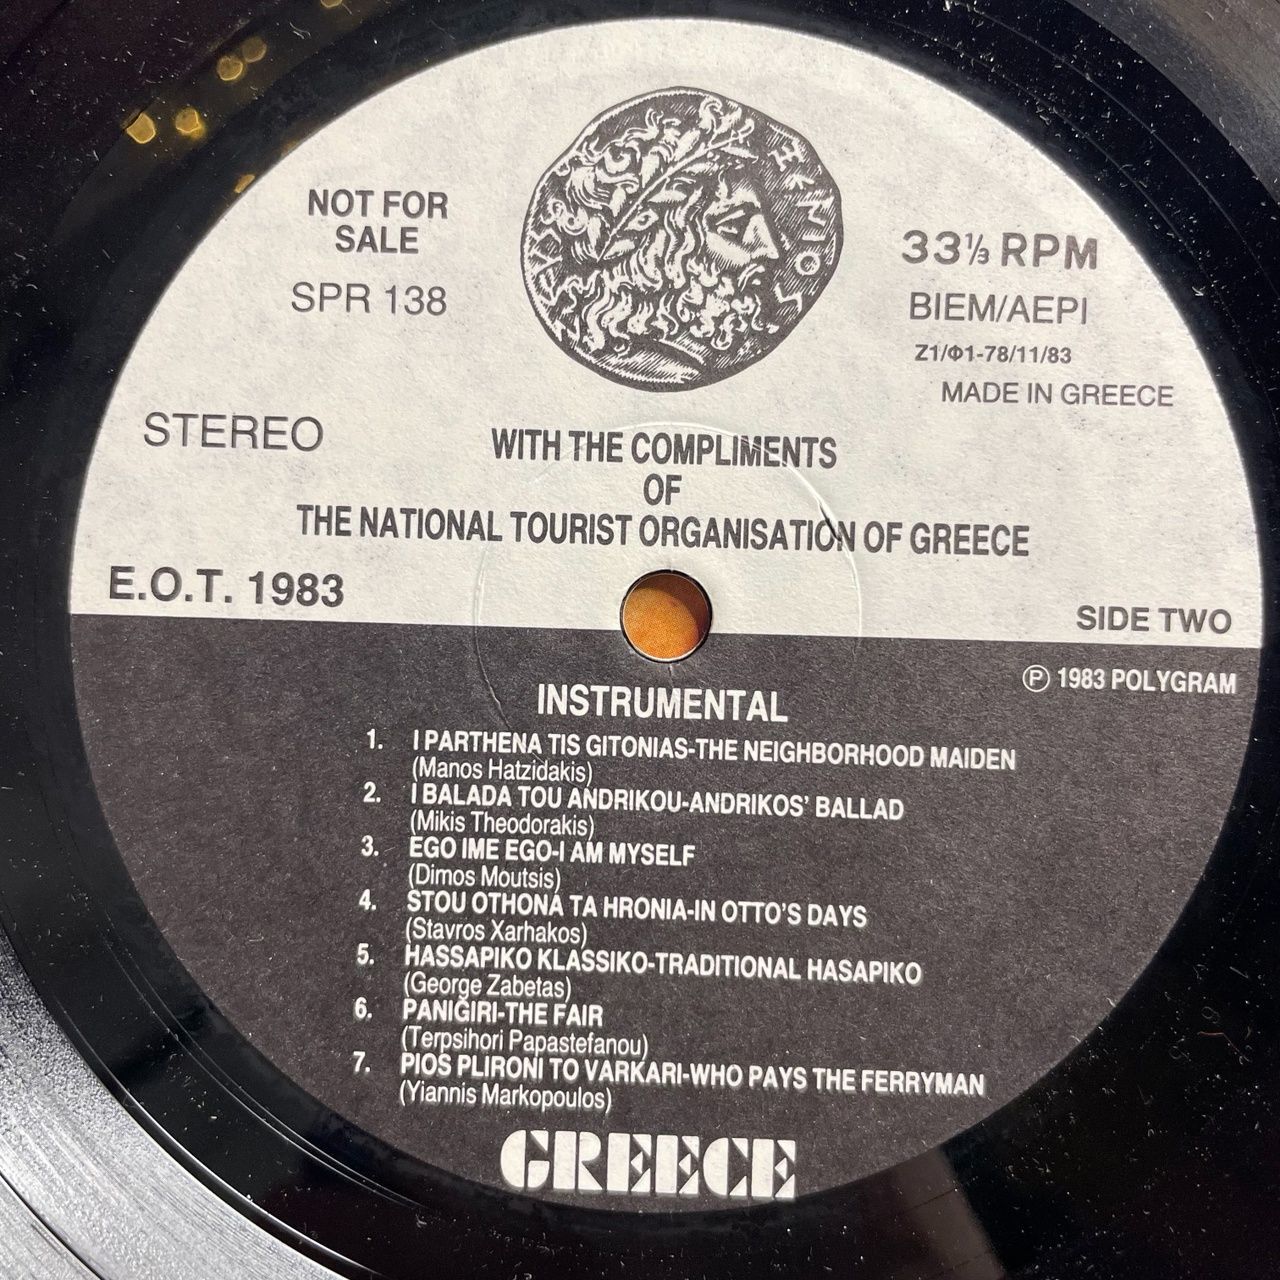 NOT FOR
SALE
SPR 138
STEREO
33⅓ RPM
BIEM/AEPI
Z1/Φ1-78/11/83
MADE IN GREECE
WITH THE COMPLIMENTS
OF
THE NATIONAL TOURIST ORGANISATION OF GREECE
E.O.T. 1983
SIDE TWO
℗ 1983 POLYGRAM
INSTRUMENTAL
1. I PARTHENA TIS GITONIAS-THE NEIGHBORHOOD MAIDEN
(Manos Hatzidakis)
2. I BALADA TOU ANDRIKOU-ANDRIKOS' BALLAD
(Mikis Theodorakis)
3. EGO IME EGO-I AM MYSELF
(Dimos Moutsis)
4. STOU OTHONA TA HRONIA-IN OTTO'S DAYS
(Stavros Xarhakos)
5. HASSAPIKO KLASSIKO-TRADITIONAL HASAPIKO
(George Zabetas)
6. PANIGIRI-THE FAIR
(Terpsihori Papastefanou)
7. PIOS PLIRONI TO VARKARI-WHO PAYS THE FERRYMAN
(Yiannis Markopoulos)
GREECE